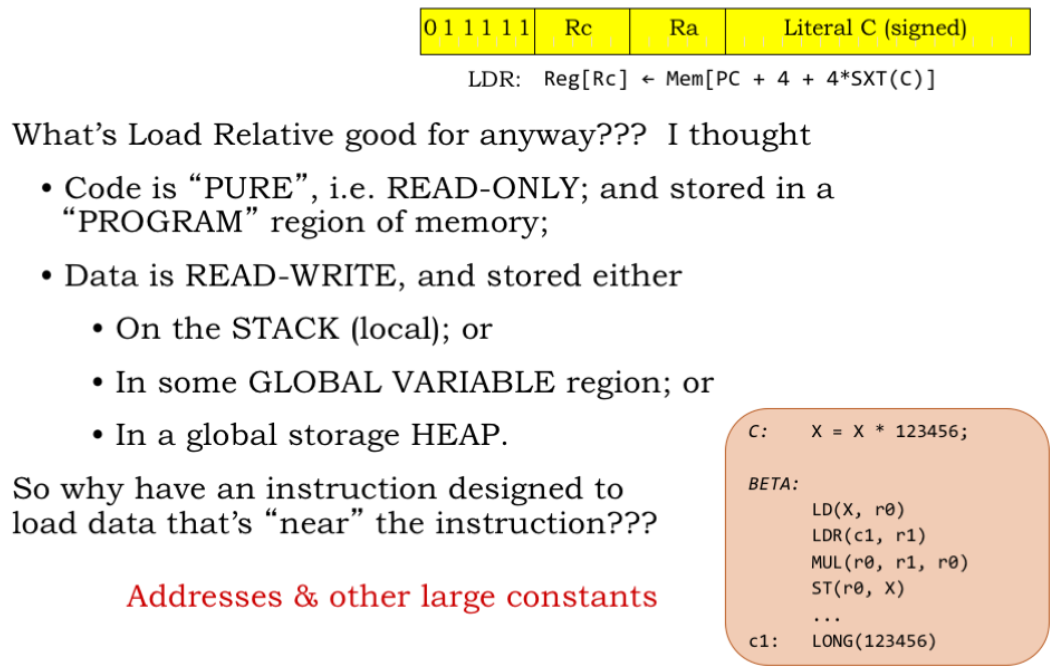 0 1 1 1 1 1 Rc Ra Literal C (signed)
LDR: Reg[Rc] ← Mem[PC + 4 + 4*SXT(C)]
What’s Load Relative good for anyway??? I thought
• Code is “PURE”, i.e. READ-ONLY; and stored in a
“PROGRAM” region of memory;
• Data is READ-WRITE, and stored either
• On the STACK (local); or
• In some GLOBAL VARIABLE region; or
• In a global storage HEAP.
So why have an instruction designed to
load data that’s “near” the instruction???
Addresses & other large constants
C: X = X * 123456;
BETA:
LD(X, r0)
LDR(c1, r1)
MUL(r0, r1, r0)
ST(r0, X)
...
c1: LONG(123456)